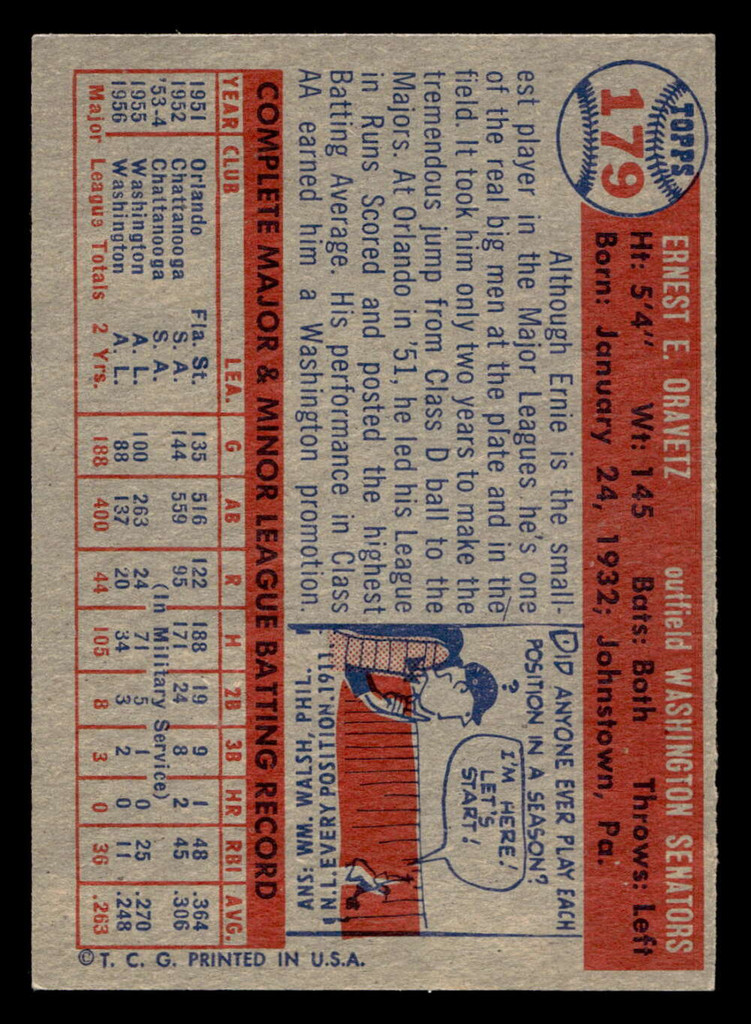 TOPPS
179
ERNEST E. ORAVETZ outfield WASHINGTON SENATORS
Ht: 5'4" Wt: 145 Bats: Both Throws: Left
Born: January 24, 1932; Johnstown, Pa.
Although Ernie is the small-
est player in the Major Leagues he's one
of the real big men at the plate and in the
field. It took him only two years to make the
tremendous jump from Class D ball to the
Majors. At Orlando in '51, he led his League
in Runs Scored and posted the highest
Batting Average. His performance in Class
AA earned him a Washington promotion.
DID ANYONE EVER PLAY EACH
POSITION IN A SEASON?
?
I'M HERE!
LET'S
START!
ANS: WM. WALSH, PHIL.
N.L. EVERY POSITION 1911.
COMPLETE MAJOR & MINOR LEAGUE BATTING RECORD
YEAR CLUB LEA. G AB R H 2B 3B HR RBI AVG.
1951 Orlando Fla. St. 135 516 122 188 19 9 1 48 .364
1952 Chattanooga S. A. 144 559 95 171 24 8 2 45 .306
'53-4 Chattanooga S. A. (In Military Service)
1955 Washington A. L. 100 263 24 71 5 1 0 25 .270
1956 Washington A. L. 88 137 20 34 3 2 0 11 .248
Major League Totals 2 Yrs. 188 400 44 105 8 3 0 36 .263
© T. C. G. PRINTED IN U.S.A.